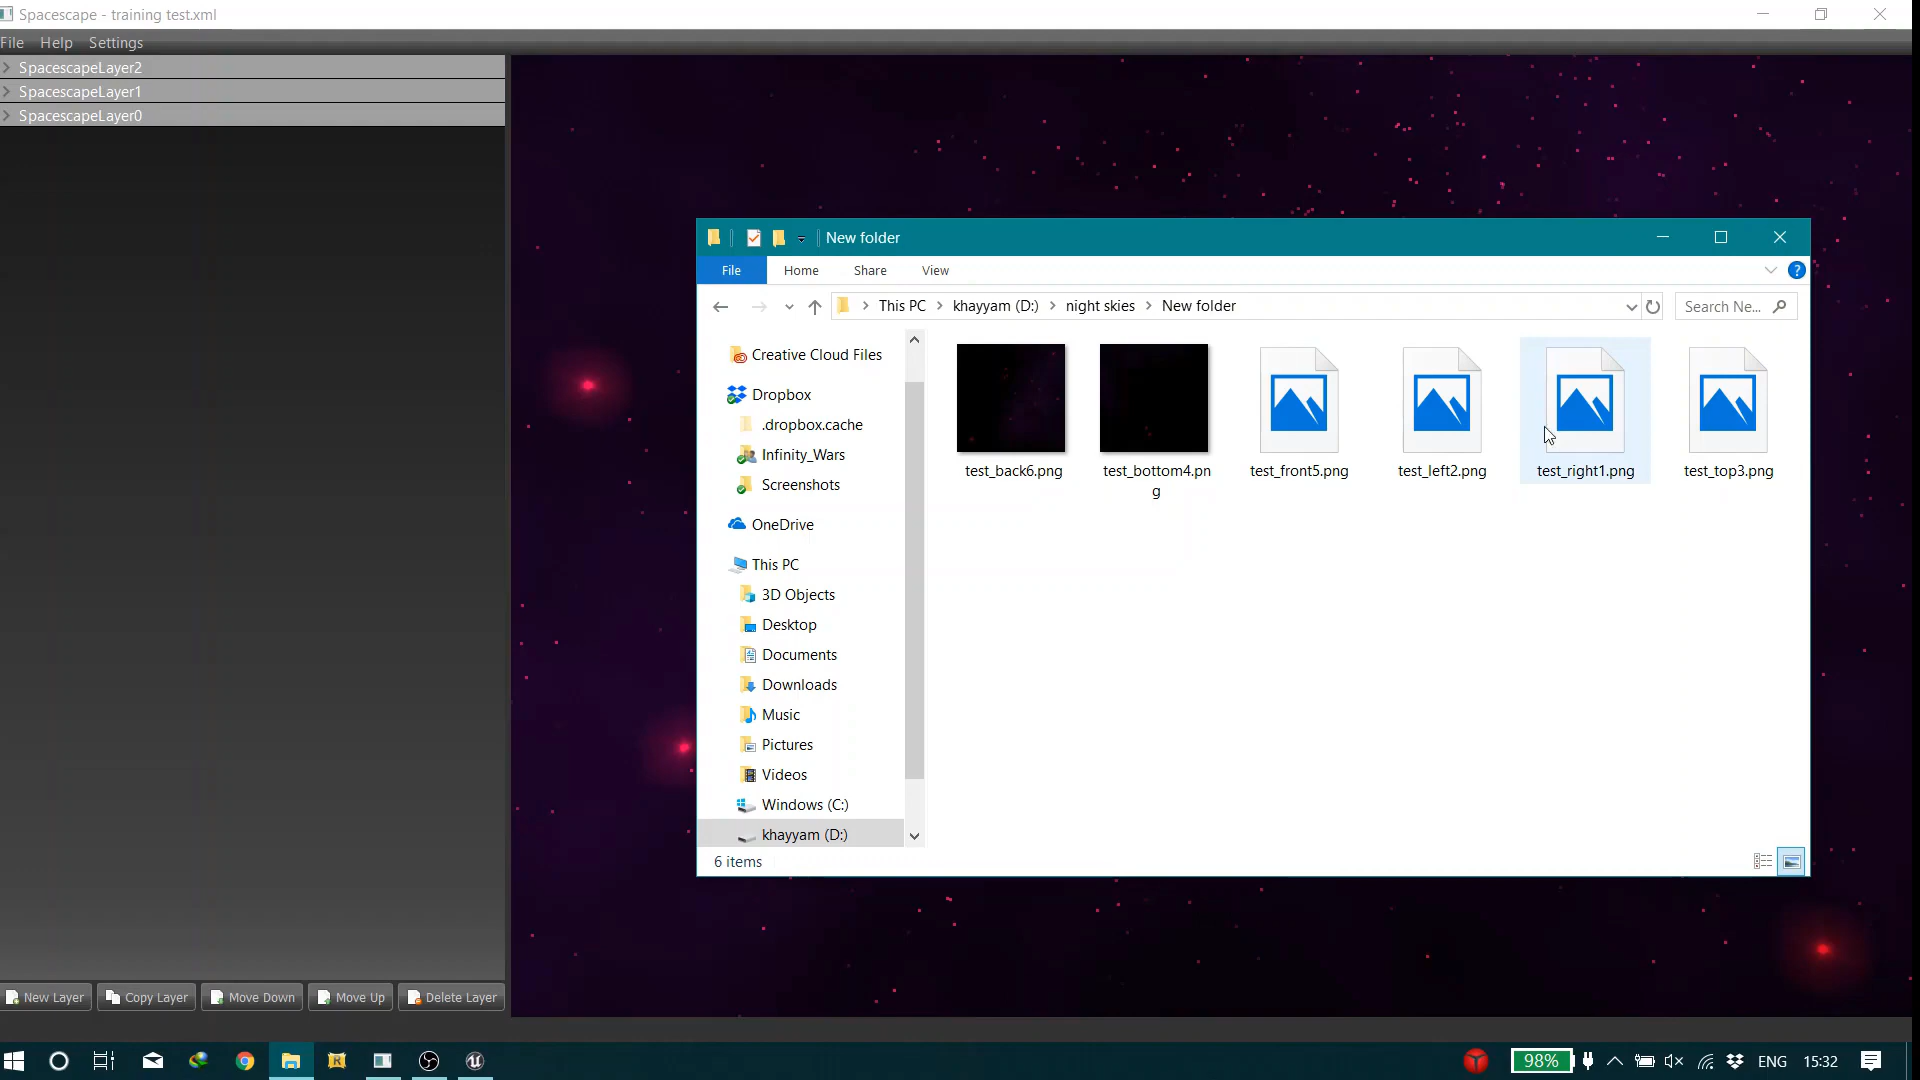 Spacescape - training test.xml
File Help Settings
SpacescapeLayer2
SpacescapeLayer1
SpacescapeLayer0
New folder
File Home Share View
This PC khayyam (D:) night skies New folder
Search Ne...
Creative Cloud Files
Dropbox
.dropbox.cache
Infinity_Wars
Screenshots
OneDrive
This PC
3D Objects
Desktop
Documents
Downloads
Music
Pictures
Videos
Windows (C:)
khayyam (D:)
test_back6.png
test_bottom4.pn
g
test_front5.png
test_left2.png
test_right1.png
test_top3.png
6 items
New Layer Copy Layer Move Down Move Up Delete Layer
98% ENG 15:32